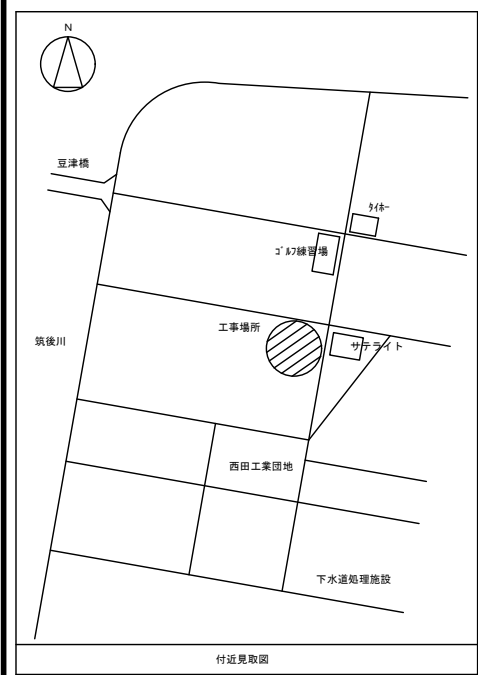 N
豆津橋
ﾀｲホー
ｺﾞﾙﾌ練習場
工事場所
筑後川
サテライト
西田工業団地
下水道処理施設
付近見取図